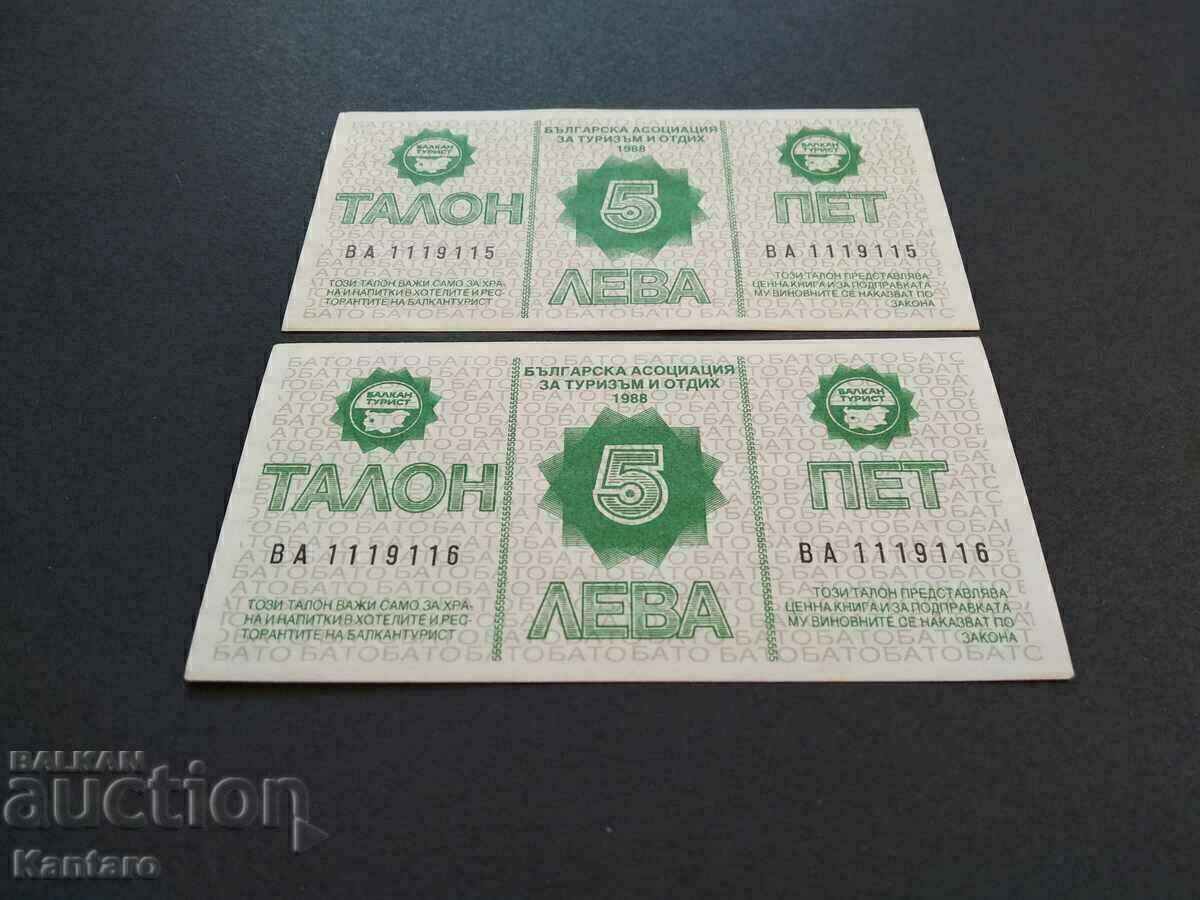 БЪЛГАРСКА АСОЦИАЦИЯ
ЗА ТУРИЗЪМ И ОТДИХ
1988
БАЛКАН
ТУРИСТ
БАЛКАН
ТУРИСТ
ТАЛОН
5
ПЕТ
ВА 1119115
ВА 1119115
ЛЕВА
ТОЗИ ТАЛОН ВАЖИ САМО ЗА ХРА-
НА И НАПИТКИ В ХОТЕЛИТЕ И РЕС-
ТОРАНТИТЕ НА БАЛКАНТУРИСТ
ТОЗИ ТАЛОН ПРЕДСТАВЛЯВА
ЦЕННА КНИГА И ЗА ПОДПРАВКАТА
МУ ВИНОВНИТЕ СЕ НАКАЗВАТ ПО
ЗАКОНА
БЪЛГАРСКА АСОЦИАЦИЯ
ЗА ТУРИЗЪМ И ОТДИХ
1988
БАЛКАН
ТУРИСТ
БАЛКАН
ТУРИСТ
ТАЛОН
5
ПЕТ
ВА 1119116
ВА 1119116
ЛЕВА
ТОЗИ ТАЛОН ВАЖИ САМО ЗА ХРА-
НА И НАПИТКИ В ХОТЕЛИТЕ И РЕС-
ТОРАНТИТЕ НА БАЛКАНТУРИСТ
ТОЗИ ТАЛОН ПРЕДСТАВЛЯВА
ЦЕННА КНИГА И ЗА ПОДПРАВКАТА
МУ ВИНОВНИТЕ СЕ НАКАЗВАТ ПО
ЗАКОНА
BALKAN
auction
Kantaro